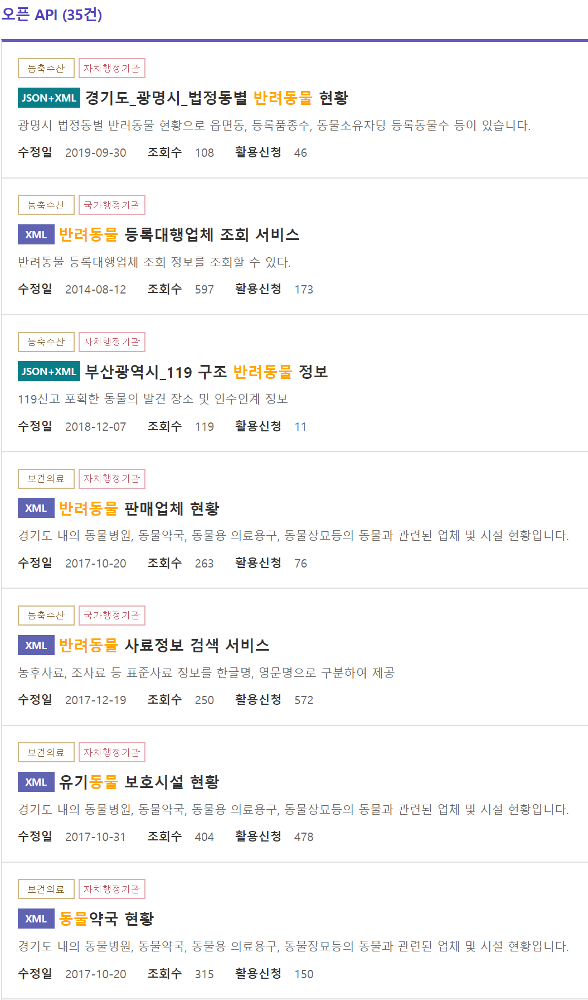 오픈 API (35건)
농축수산 자치행정기관
JSON+XML 경기도_광명시_법정동별 반려동물 현황
광명시 법정동별 반려동물 현황으로 읍면동, 등록품종수, 동물소유자당 등록동물수 등이 있습니다.
수정일 2019-09-30 조회수 108 활용신청 46
농축수산 국가행정기관
XML 반려동물 등록대행업체 조회 서비스
반려동물 등록대행업체 조회 정보를 조회할 수 있다.
수정일 2014-08-12 조회수 597 활용신청 173
농축수산 자치행정기관
JSON+XML 부산광역시_119 구조 반려동물 정보
119신고 포획한 동물의 발견 장소 및 인수인계 정보
수정일 2018-12-07 조회수 119 활용신청 11
보건의료 자치행정기관
XML 반려동물 판매업체 현황
경기도 내의 동물병원, 동물약국, 동물용 의료용구, 동물장묘등의 동물과 관련된 업체 및 시설 현황입니다.
수정일 2017-10-20 조회수 263 활용신청 76
농축수산 국가행정기관
XML 반려동물 사료정보 검색 서비스
농후사료, 조사료 등 표준사료 정보를 한글명, 영문명으로 구분하여 제공
수정일 2017-12-19 조회수 250 활용신청 572
보건의료 자치행정기관
XML 유기동물 보호시설 현황
경기도 내의 동물병원, 동물약국, 동물용 의료용구, 동물장묘등의 동물과 관련된 업체 및 시설 현황입니다.
수정일 2017-10-31 조회수 404 활용신청 478
보건의료 자치행정기관
XML 동물약국 현황
경기도 내의 동물병원, 동물약국, 동물용 의료용구, 동물장묘등의 동물과 관련된 업체 및 시설 현황입니다.
수정일 2017-10-20 조회수 315 활용신청 150